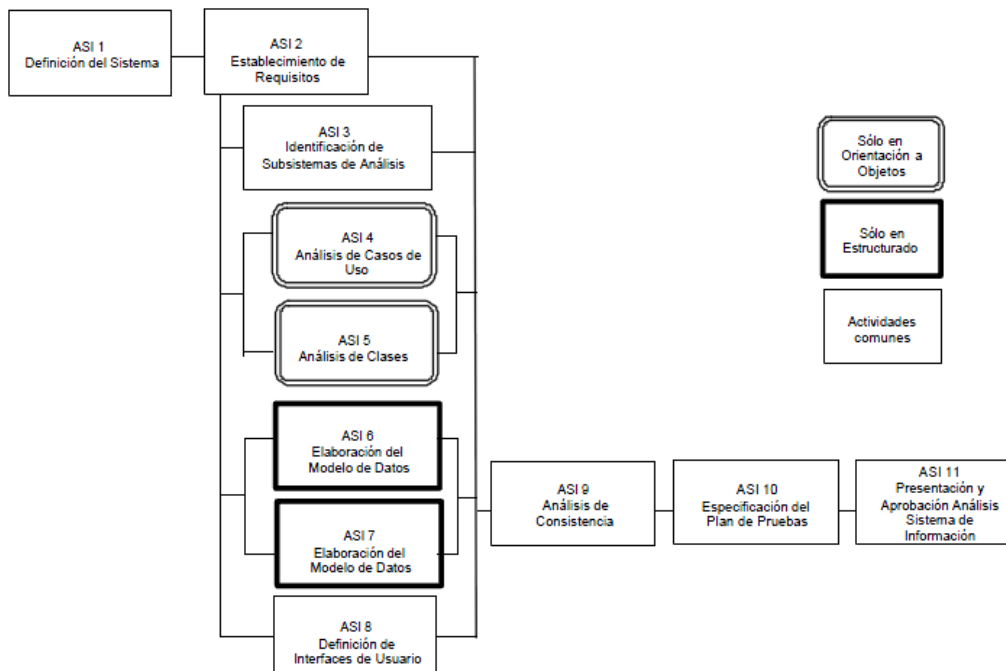 ASI 1
Definición del Sistema
ASI 2
Establecimiento de
Requisitos
ASI 3
Identificación de
Subsistemas de Análisis
Sólo en
Orientación a
Objetos
ASI 4
Análisis de Casos de
Uso
Sólo en
Estructurado
ASI 5
Análisis de Clases
Actividades
comunes
ASI 6
Elaboración del
Modelo de Datos
ASI 7
Elaboración del
Modelo de Datos
ASI 8
Definición de
Interfaces de Usuario
ASI 9
Análisis de
Consistencia
ASI 10
Especificación del
Plan de Pruebas
ASI 11
Presentación y
Aprobación Análisis
Sistema de
Información